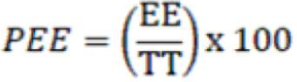 PEE = (EE/TT) x 100